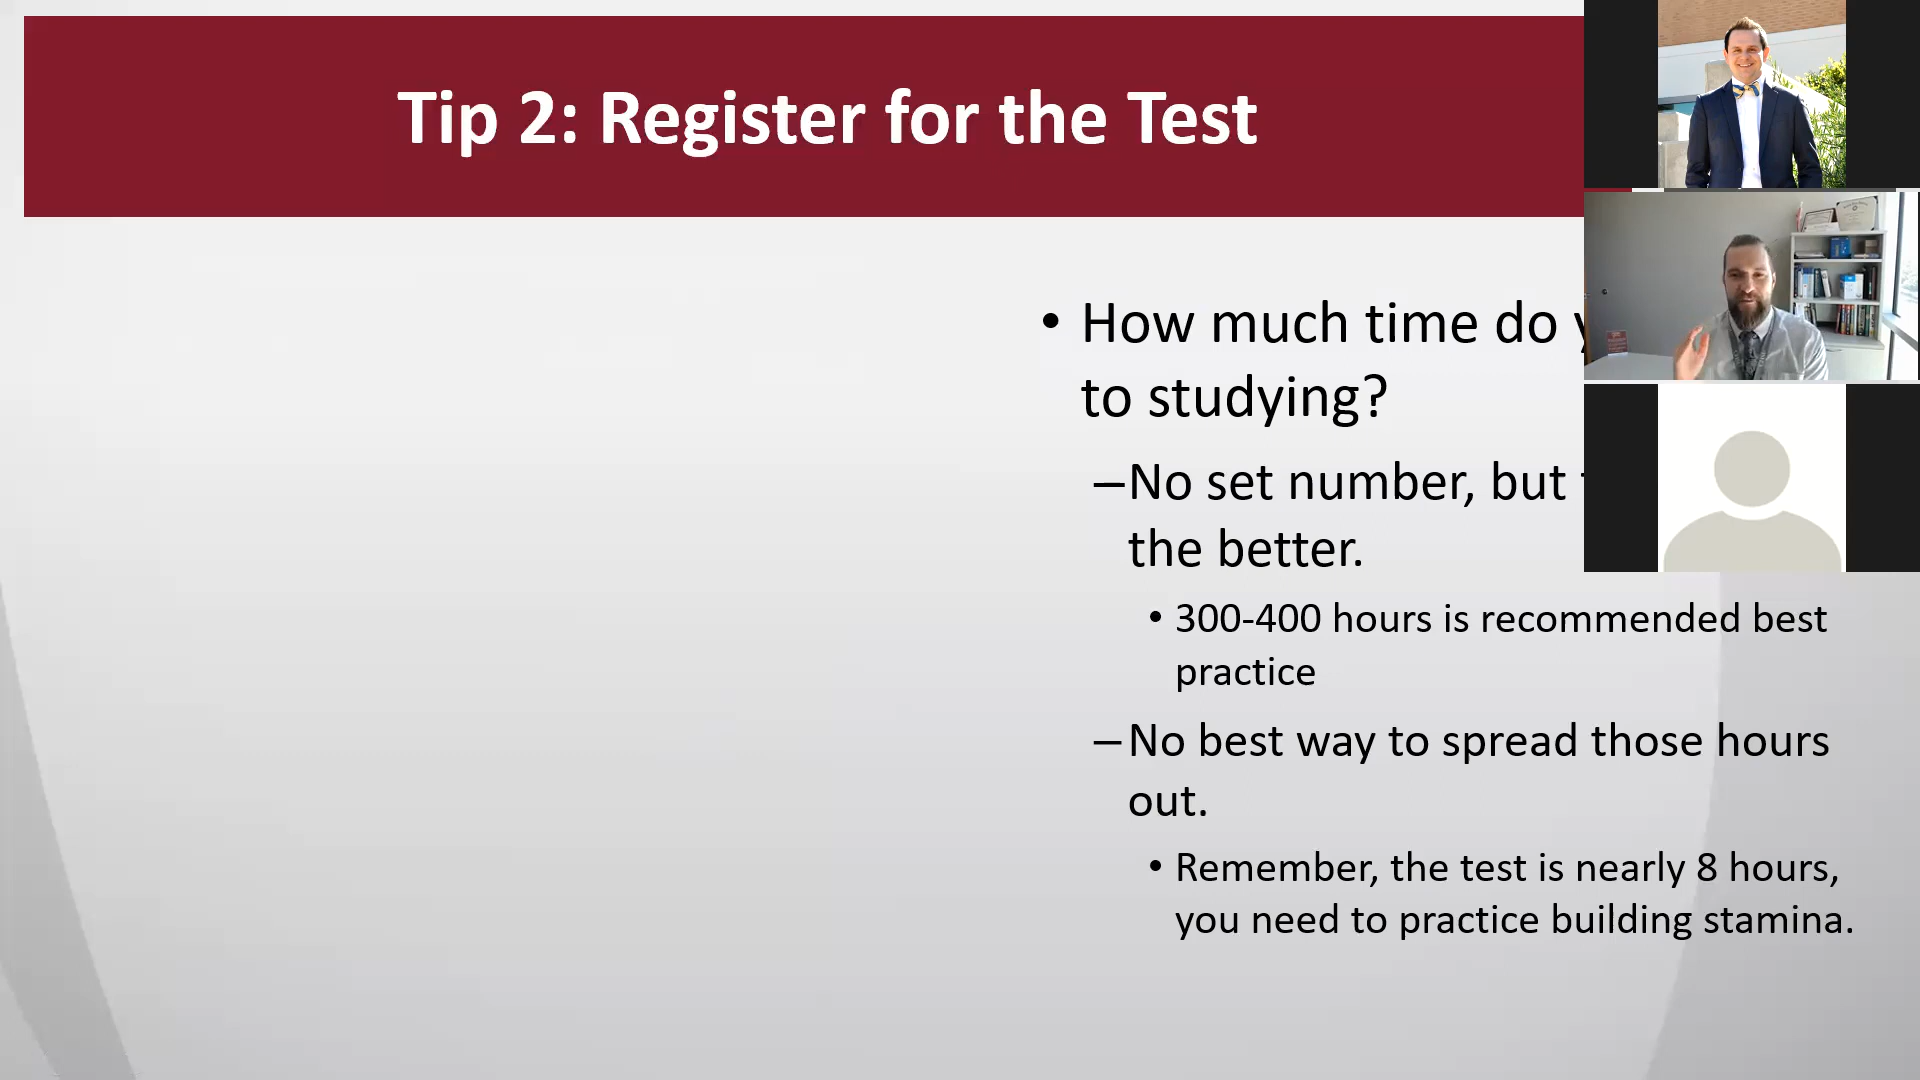 Tip 2: Register for the Test
• How much time do
to studying?
–No set number, but
the better.
• 300-400 hours is recommended best
practice
–No best way to spread those hours
out.
• Remember, the test is nearly 8 hours,
you need to practice building stamina.